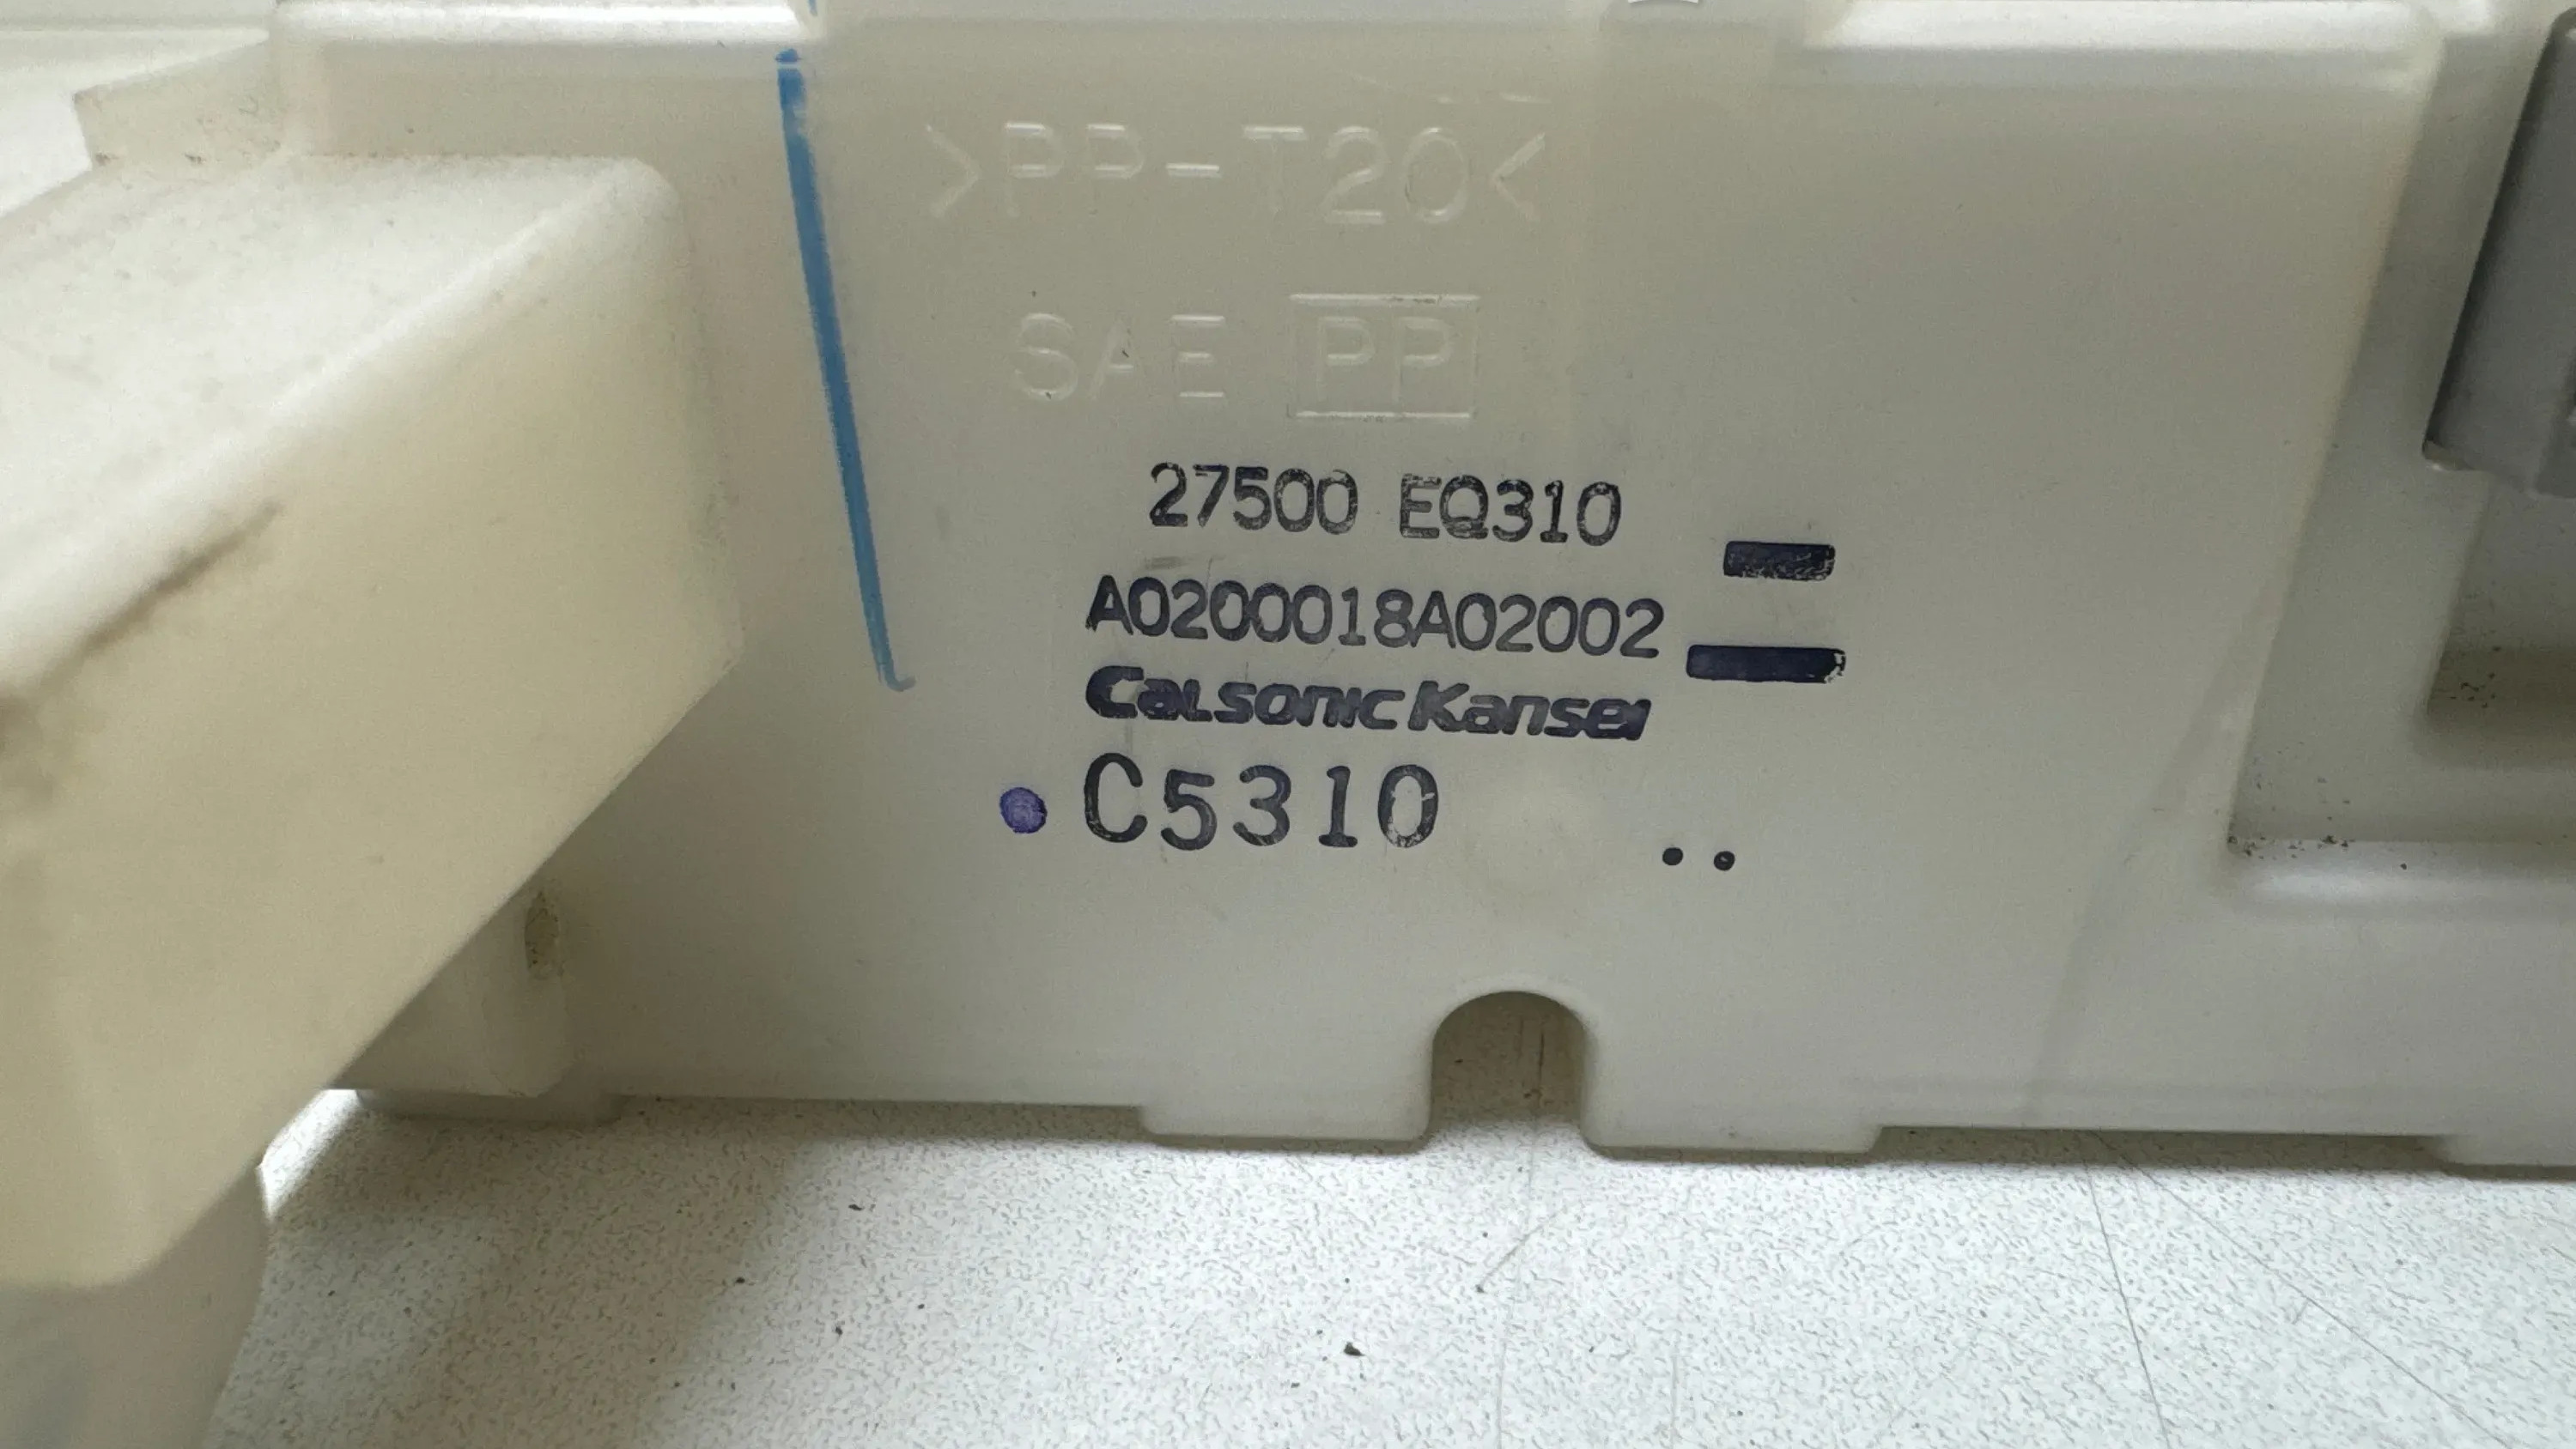 >PP-T20<
SAE PP
27500 EQ310
A0200018A02002
CalsonicKansei
C5310